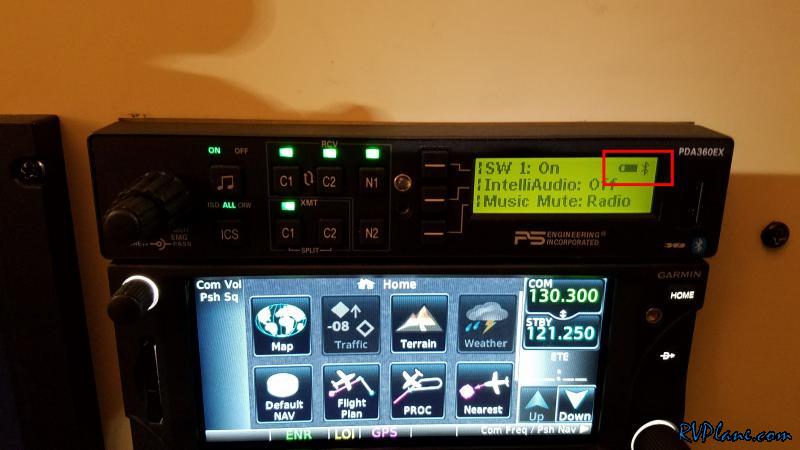 RCV
PDA360EX
ON OFF
C1 C2 N1
SW 1: On
IntelliAudio: Off
Music Mute: Radio
ISO ALL CRW
XMT
ICS
C1 C2 N2
SPLIT
EMG
PASS
PS ENGINEERING
INCORPORATED
GARMIN
Com Vol
Psh Sq
Home
COM
130.300
HOME
STBY
121.250
-08
Map
Traffic
Terrain
Weather
ETE
Default
NAV
Flight
Plan
PROC
Nearest
Up
Down
ENR LOI GPS
Com Freq / Psh Nav
RVPlane.com